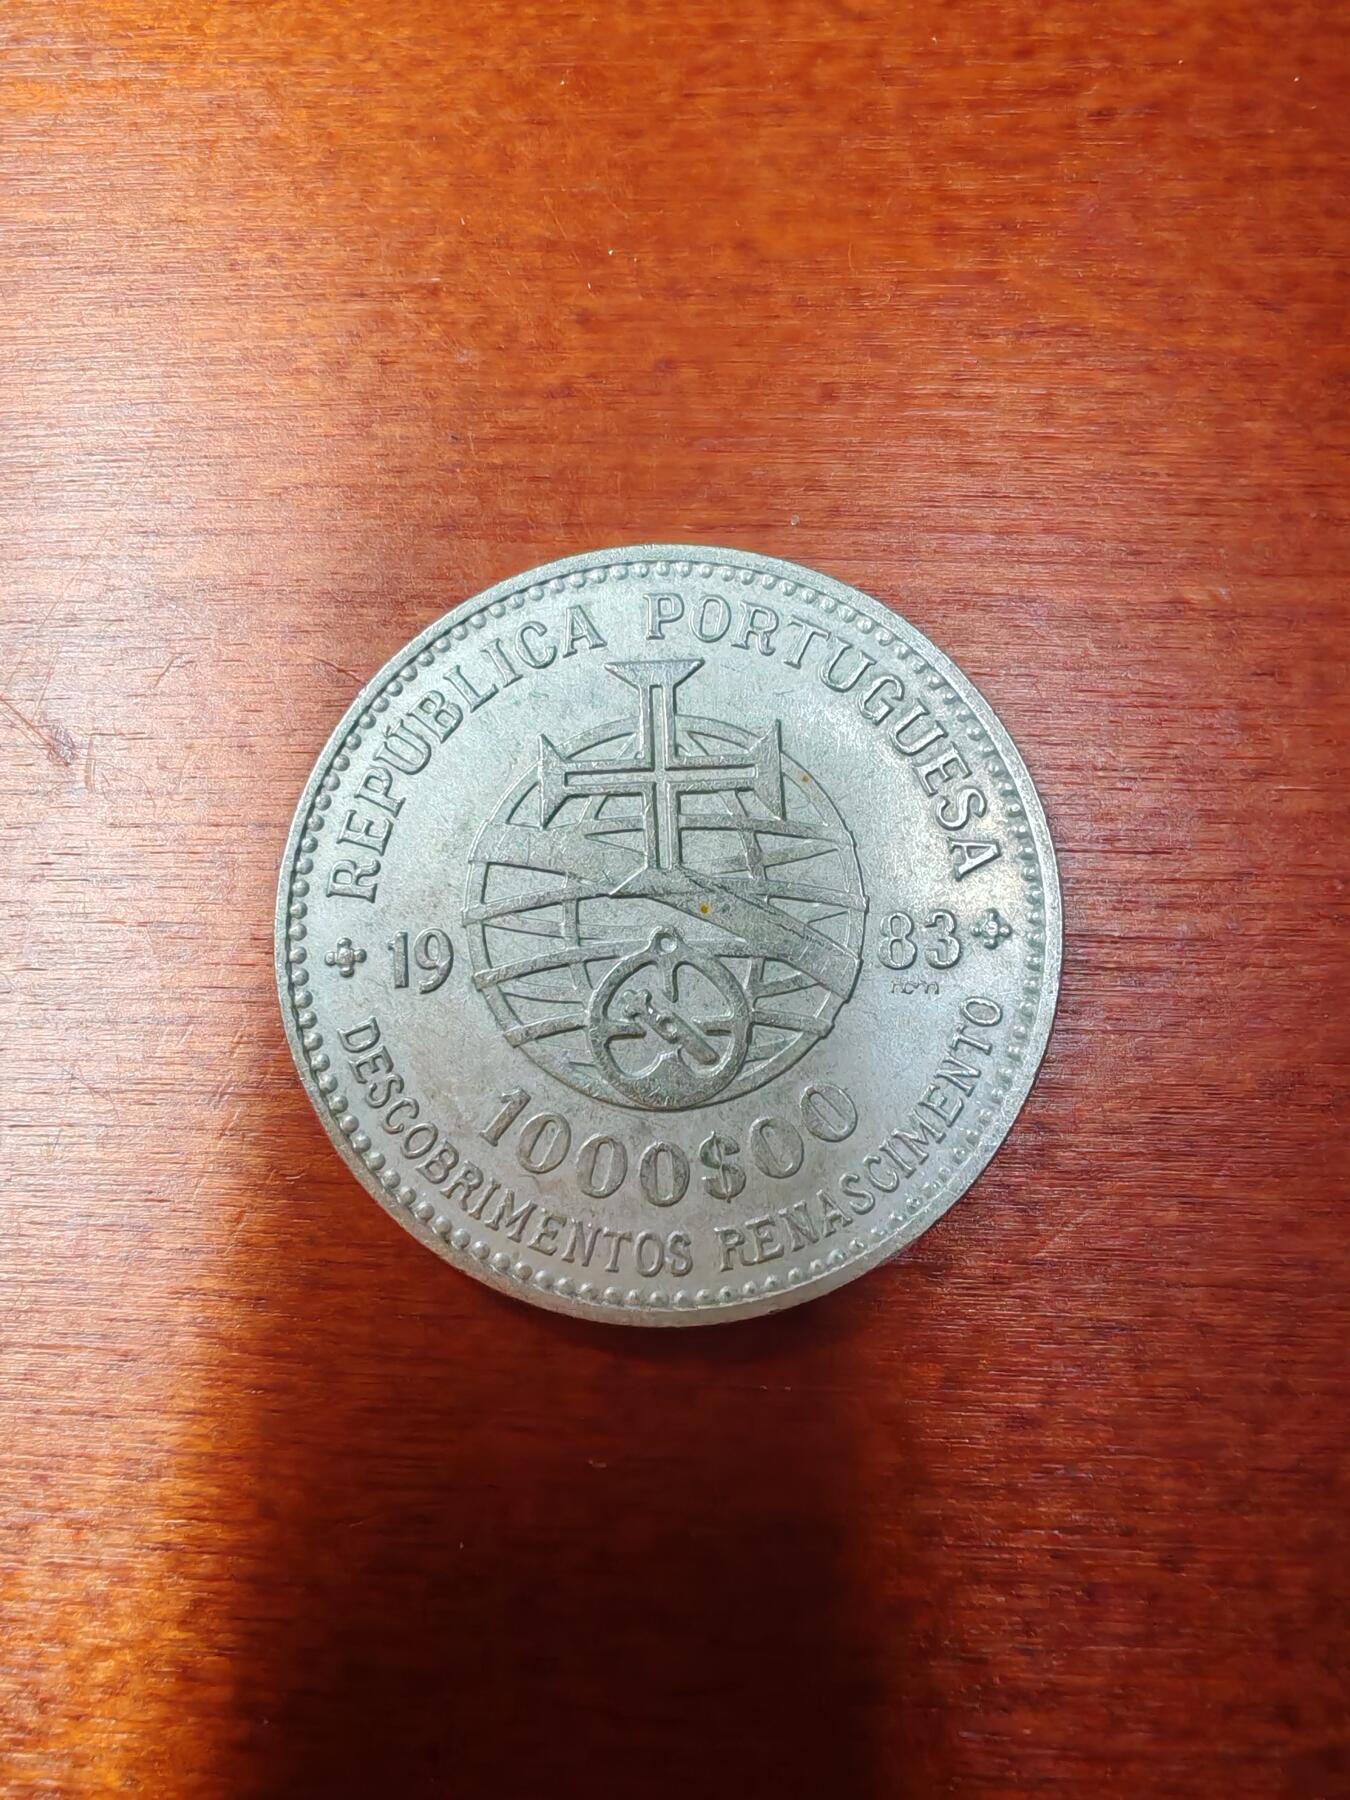 REPÚBLICA PORTUGUESA
19 83
1000$00
DESCOBRIMENTOS RENASCIMENTO